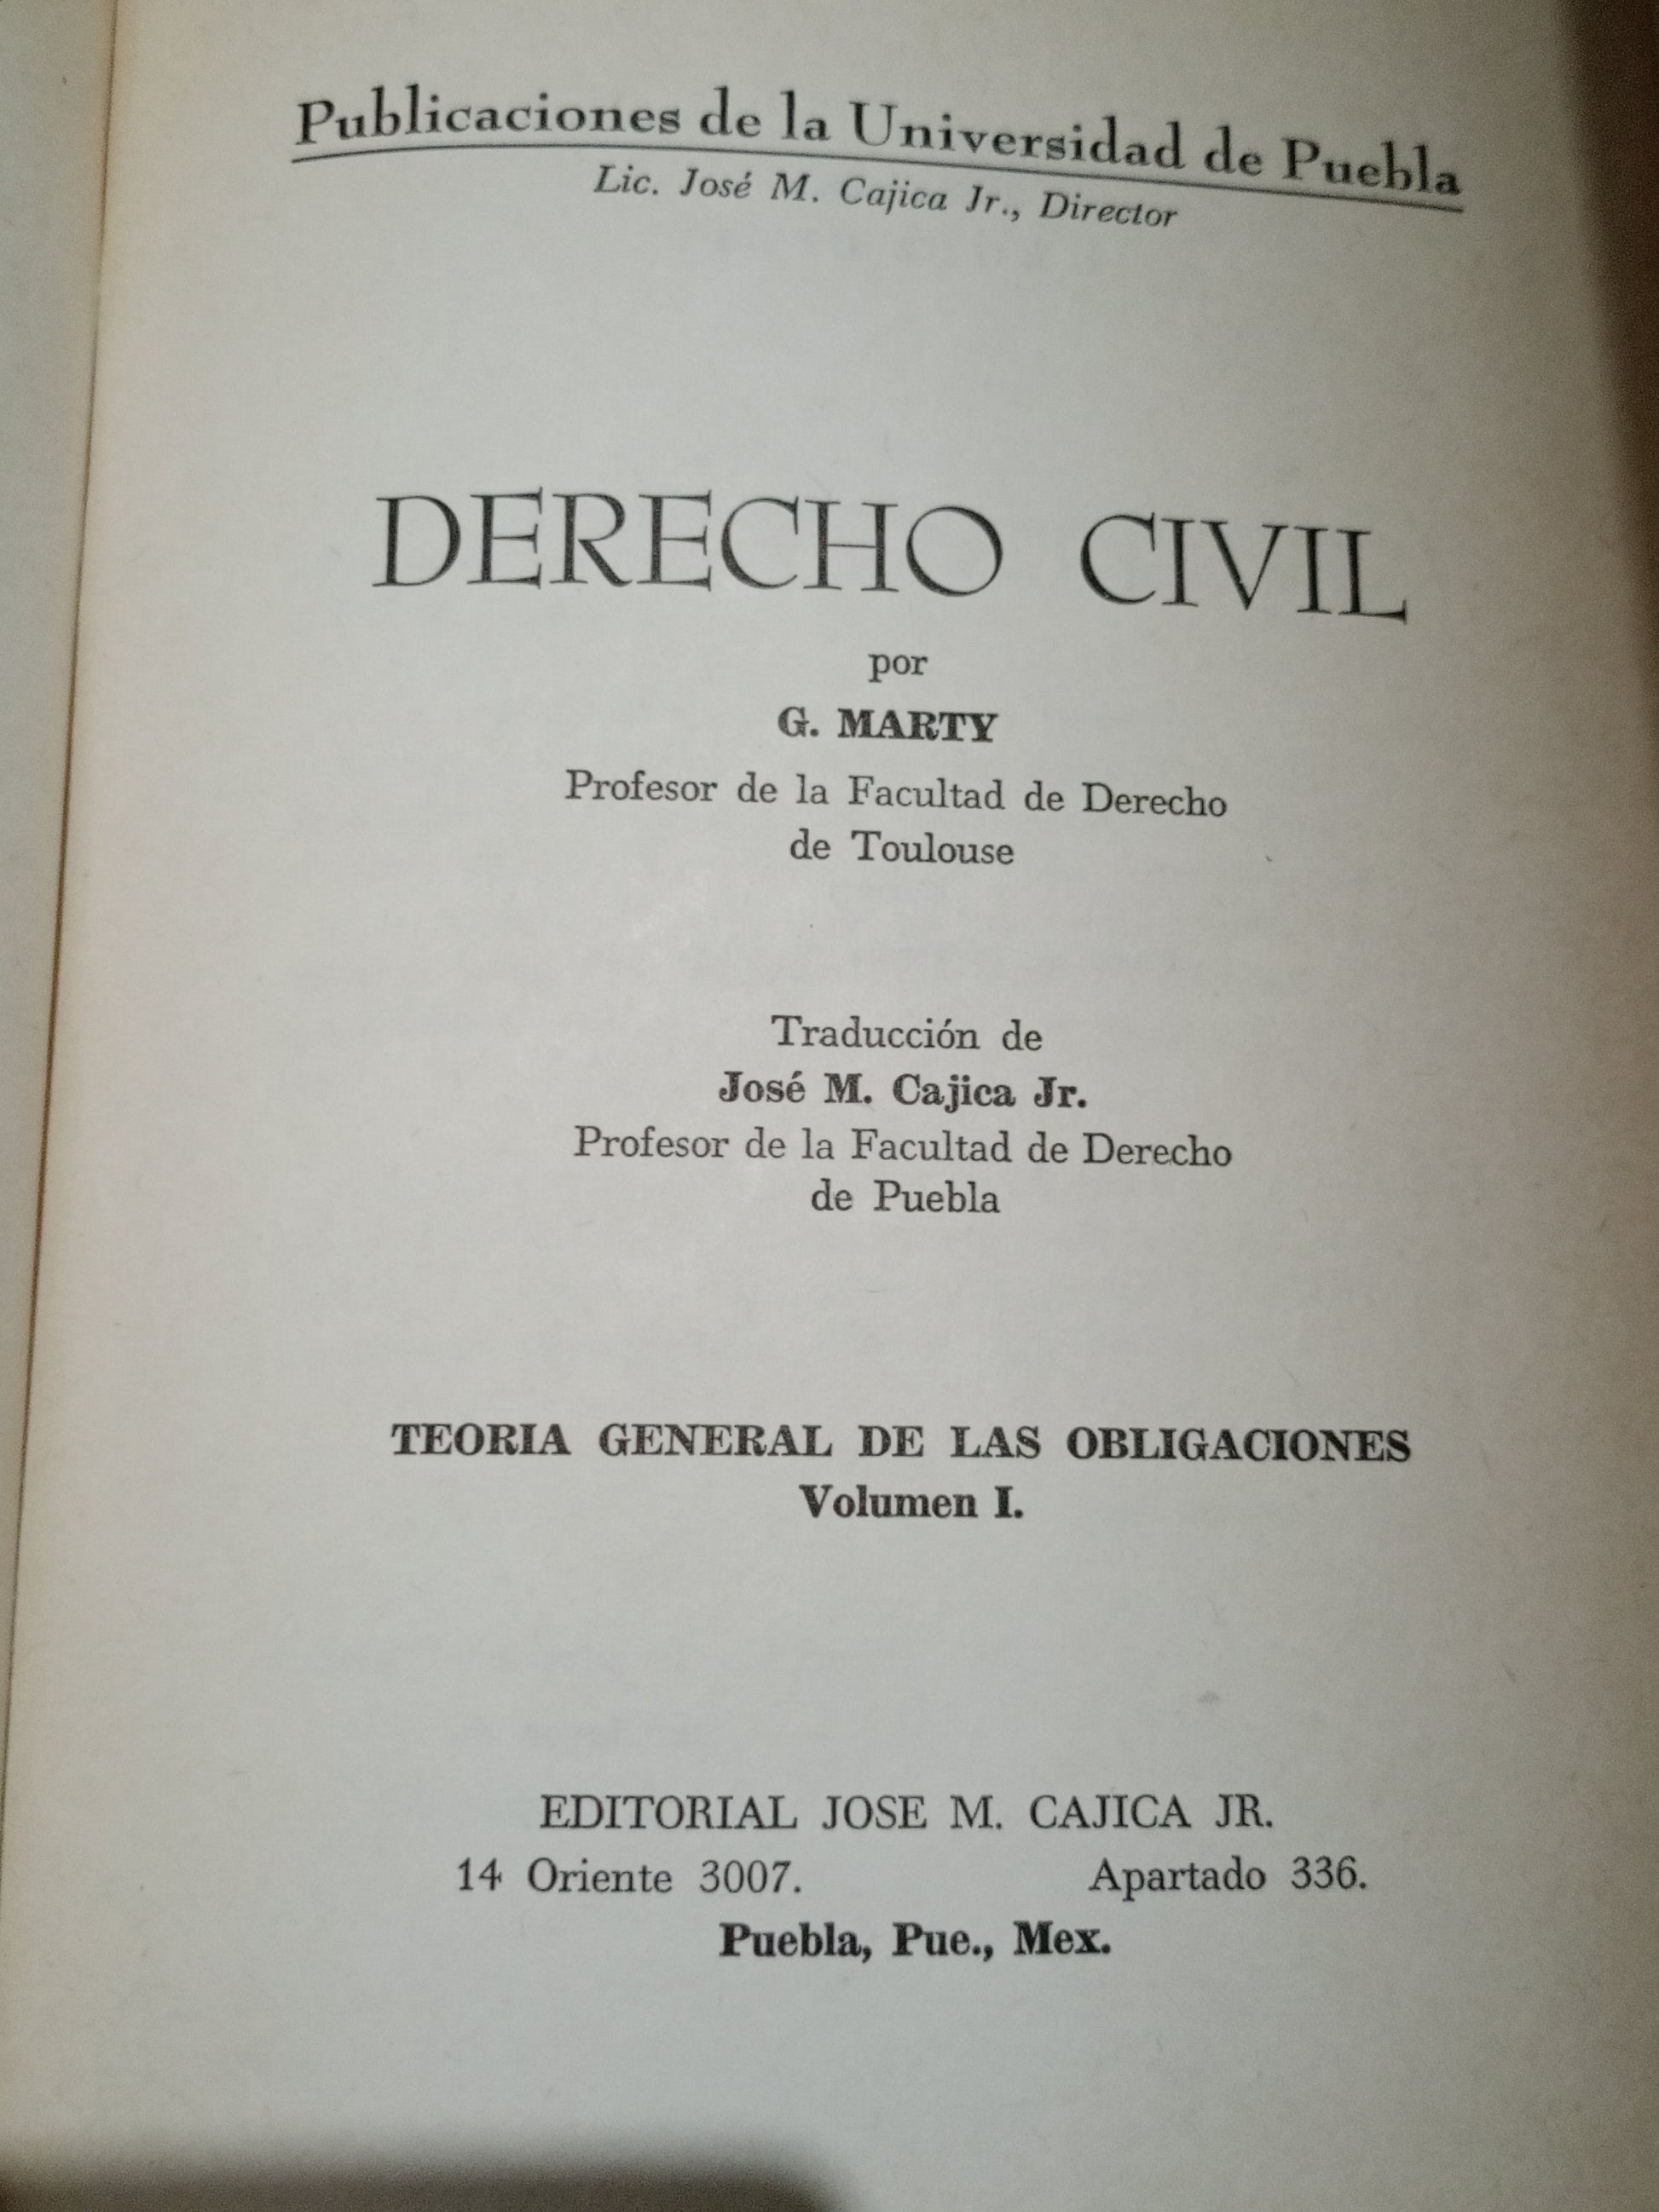 Publicaciones de la Universidad de Puebla
Lic. José M. Cajica Jr., Director
DERECHO CIVIL
por
G. MARTY
Profesor de la Facultad de Derecho
de Toulouse
Traducción de
José M. Cajica Jr.
Profesor de la Facultad de Derecho
de Puebla
TEORIA GENERAL DE LAS OBLIGACIONES
Volumen I.
EDITORIAL JOSE M. CAJICA JR.
14 Oriente 3007. Apartado 336.
Puebla, Pue., Mex.